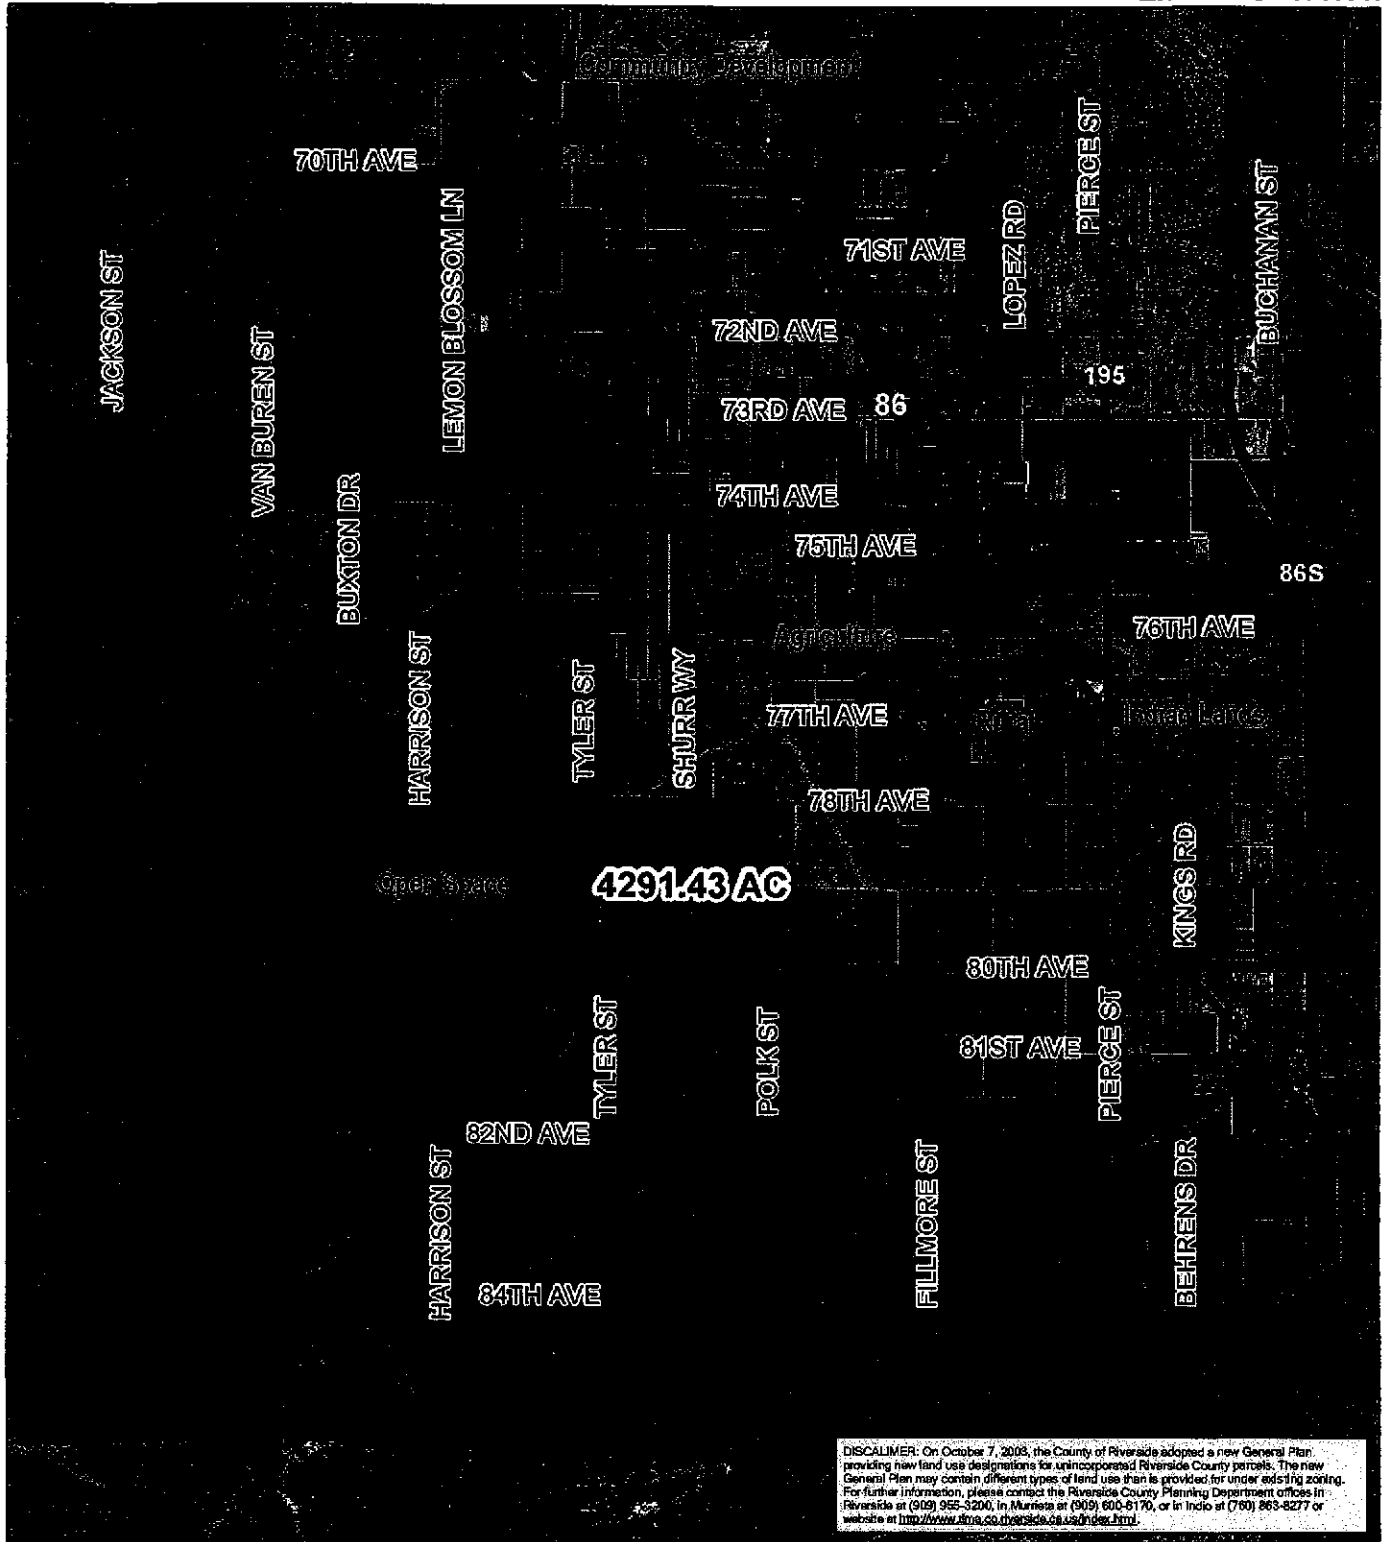 Community Development
70TH AVE
PIERCE ST
BUCHANAN ST
LEMON BLOSSOM LN
LOPEZ RD
71ST AVE
JACKSON ST
VAN BUREN ST
72ND AVE
195
73RD AVE
86
74TH AVE
BUXTON DR
75TH AVE
86S
76TH AVE
Agriculture
HARRISON ST
TYLER ST
SHURR WY
77TH AVE
Rural
Indian Lands
78TH AVE
KINGS RD
Open Space
4291.43 AC
80TH AVE
TYLER ST
POLK ST
81ST AVE
PIERCE ST
82ND AVE
HARRISON ST
FILLMORE ST
BEHRENS DR
84TH AVE
DISCALIMER: On October 7, 2003, the County of Riverside adopted a new General Plan
providing new land use designations for unincorporated Riverside County parcels. The new
General Plan may contain different types of land use than is provided for under existing zoning.
For further information, please contact the Riverside County Planning Department offices in
Riverside at (909) 955-3200, in Murrieta at (909) 600-6170, or in Indio at (760) 863-8277 or
website at http://www.tlma.co.riverside.ca.us/index.html.